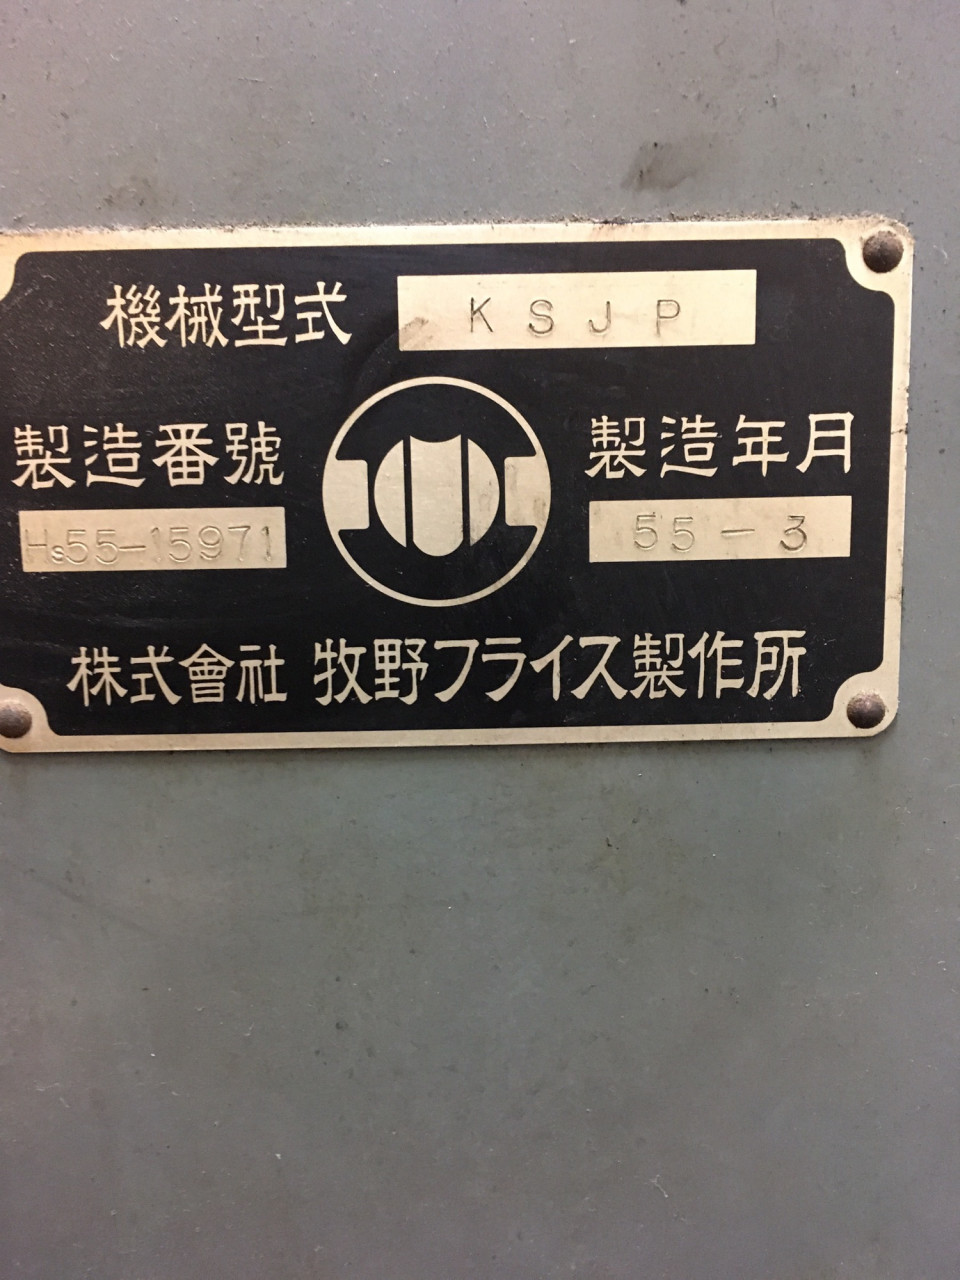 機械型式 KSJP
製造番號 製造年月
Hs55-15971 55-3
株式會社 牧野フライス製作所